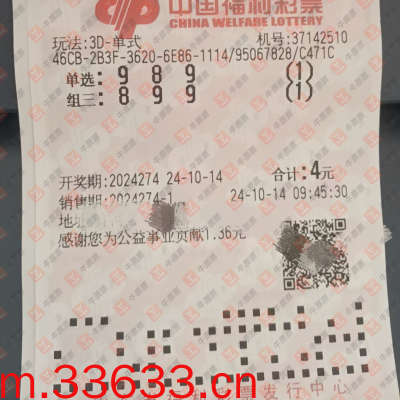 中国福利彩票
CHINA WELFARE LOTTERY
玩法:3D-单式 机号:37142510
46CB-2B3F-3620-6E86-1114/95067828/C471C
单选: 9 8 9 (1)
组三: 8 9 9 (1)
开奖期:2024274 24-10-14 合计:4元
销售期:2024274-1 24-10-14 09:45:30
地址
感谢您为公益事业贡献1.36元
m.33633.cn
发行中心